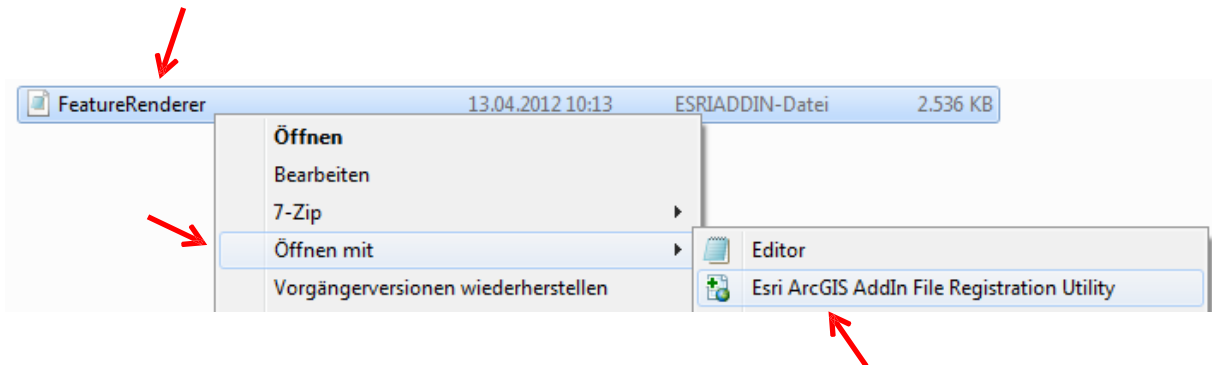 FeatureRenderer 13.04.2012 10:13 ESRIADDIN-Datei 2.536 KB
Öffnen
Bearbeiten
7-Zip
Öffnen mit
Editor
Vorgängerversionen wiederherstellen
Esri ArcGIS AddIn File Registration Utility